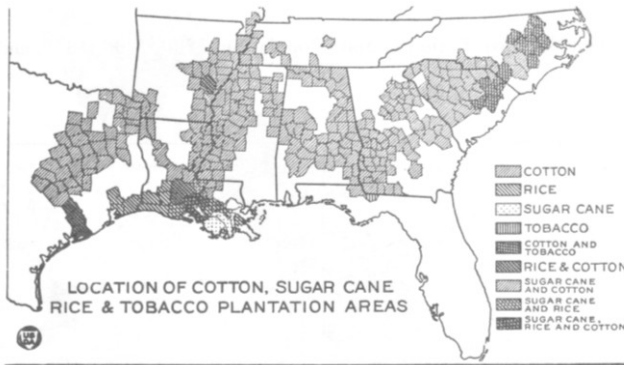 COTTON
RICE
SUGAR CANE
TOBACCO
COTTON AND
TOBACCO
RICE & COTTON
SUGAR CANE
AND COTTON
SUGAR CANE
AND RICE
SUGAR CANE,
RICE AND COTTON
LOCATION OF COTTON, SUGAR CANE
RICE & TOBACCO PLANTATION AREAS